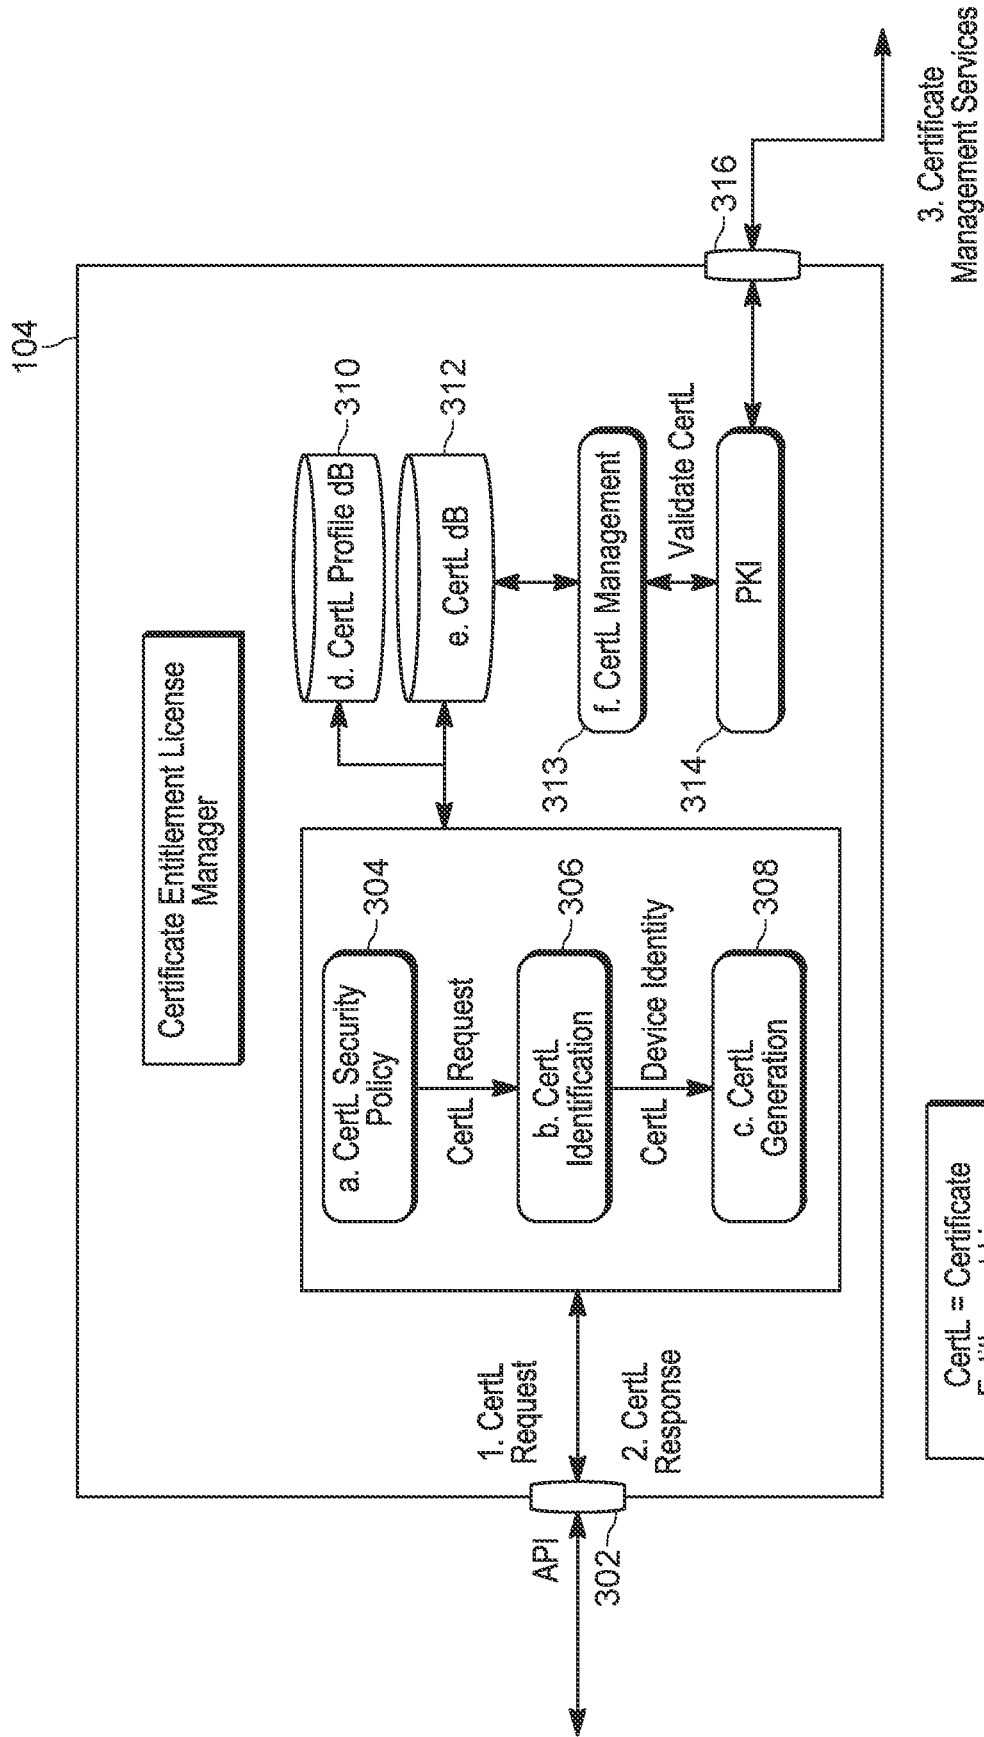 104
Certificate Entitlement License
Manager
a. CertL Security
Policy
304
CertL Request
b. CertL
Identification
306
CertL Device Identity
c. CertL
Generation
308
d. CertL Profile dB
310
e. CertL dB
312
f. CertL Management
313
Validate CertL
PKI
314
316
API
302
1. CertL
Request
2. CertL
Response
3. Certificate
Management Services
CertL = Certificate